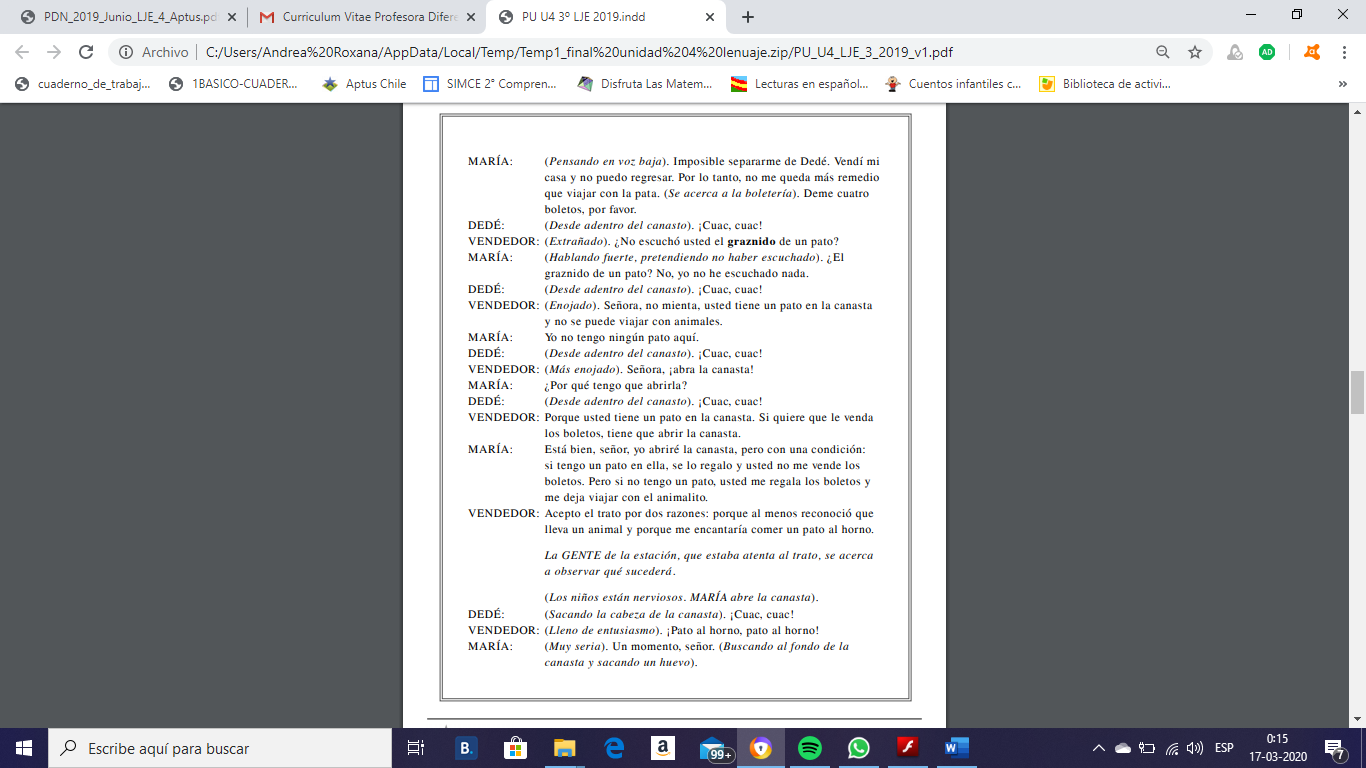 PDN_2019_Junio_LJE_4_Aptus.pd
Curriculum Vitae Profesora Difere
PU U4 3º LJE 2019.indd
Archivo
C:/Users/Andrea%20Roxana/AppData/Local/Temp/Temp1_final%20unidad%204%20lenuaje.zip/PU_U4_LJE_3_2019_v1.pdf
AD
cuaderno_de_trabaj...
1BASICO-CUADER...
Aptus Chile
SIMCE 2° Compren...
Disfruta Las Matem...
Lecturas en español...
Cuentos infantiles c...
Biblioteca de activi...
»
MARÍA: (Pensando en voz baja). Imposible separarme de Dedé. Vendí mi
casa y no puedo regresar. Por lo tanto, no me queda más remedio
que viajar con la pata. (Se acerca a la boletería). Deme cuatro
boletos, por favor.
DEDÉ: (Desde adentro del canasto). ¡Cuac, cuac!
VENDEDOR: (Extrañado). ¿No escuchó usted el graznido de un pato?
MARÍA: (Hablando fuerte, pretendiendo no haber escuchado). ¿El
graznido de un pato? No, yo no he escuchado nada.
DEDÉ: (Desde adentro del canasto). ¡Cuac, cuac!
VENDEDOR: (Enojado). Señora, no mienta, usted tiene un pato en la canasta
y no se puede viajar con animales.
MARÍA: Yo no tengo ningún pato aquí.
DEDÉ: (Desde adentro del canasto). ¡Cuac, cuac!
VENDEDOR: (Más enojado). Señora, ¡abra la canasta!
MARÍA: ¿Por qué tengo que abrirla?
DEDÉ: (Desde adentro del canasto). ¡Cuac, cuac!
VENDEDOR: Porque usted tiene un pato en la canasta. Si quiere que le venda
los boletos, tiene que abrir la canasta.
MARÍA: Está bien, señor, yo abriré la canasta, pero con una condición:
si tengo un pato en ella, se lo regalo y usted no me vende los
boletos. Pero si no tengo un pato, usted me regala los boletos y
me deja viajar con el animalito.
VENDEDOR: Acepto el trato por dos razones: porque al menos reconoció que
lleva un animal y porque me encantaría comer un pato al horno.
La GENTE de la estación, que estaba atenta al trato, se acerca
a observar qué sucederá.
(Los niños están nerviosos. MARÍA abre la canasta).
DEDÉ: (Sacando la cabeza de la canasta). ¡Cuac, cuac!
VENDEDOR: (Lleno de entusiasmo). ¡Pato al horno, pato al horno!
MARÍA: (Muy seria). Un momento, señor. (Buscando al fondo de la
canasta y sacando un huevo).
Escribe aquí para buscar
B.
a
99+
ESP
0:15
17-03-2020
7